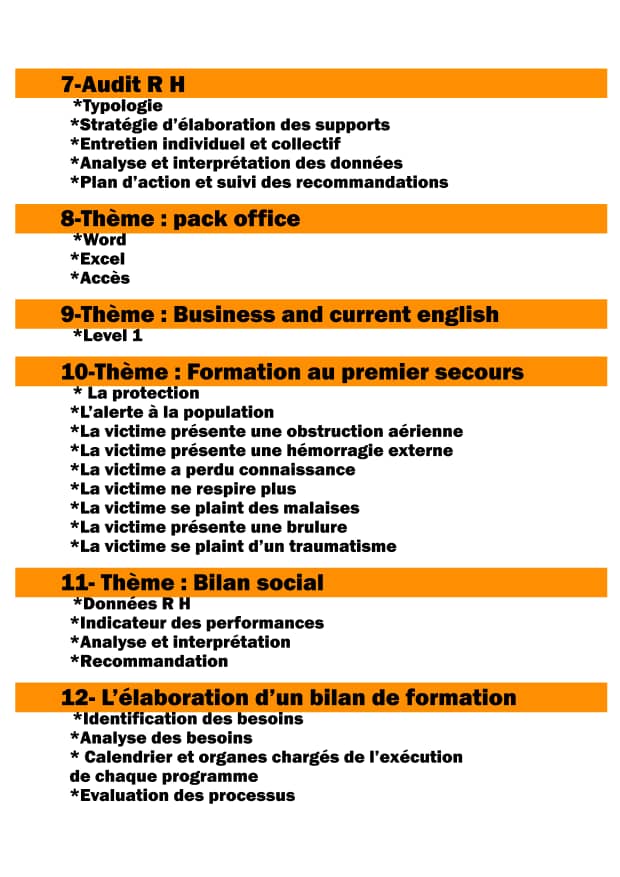 7-Audit R H
*Typologie
*Stratégie d'élaboration des supports
*Entretien individuel et collectif
*Analyse et interprétation des données
*Plan d'action et suivi des recommandations
8-Thème : pack office
*Word
*Excel
*Accès
9-Thème : Business and current english
*Level 1
10-Thème : Formation au premier secours
* La protection
*L'alerte à la population
*La victime présente une obstruction aérienne
*La victime présente une hémorragie externe
*La victime a perdu connaissance
*La victime ne respire plus
*La victime se plaint des malaises
*La victime présente une brulure
*La victime se plaint d'un traumatisme
11- Thème : Bilan social
*Données R H
*Indicateur des performances
*Analyse et interprétation
*Recommandation
12- L'élaboration d'un bilan de formation
*Identification des besoins
*Analyse des besoins
* Calendrier et organes chargés de l'exécution
de chaque programme
*Evaluation des processus